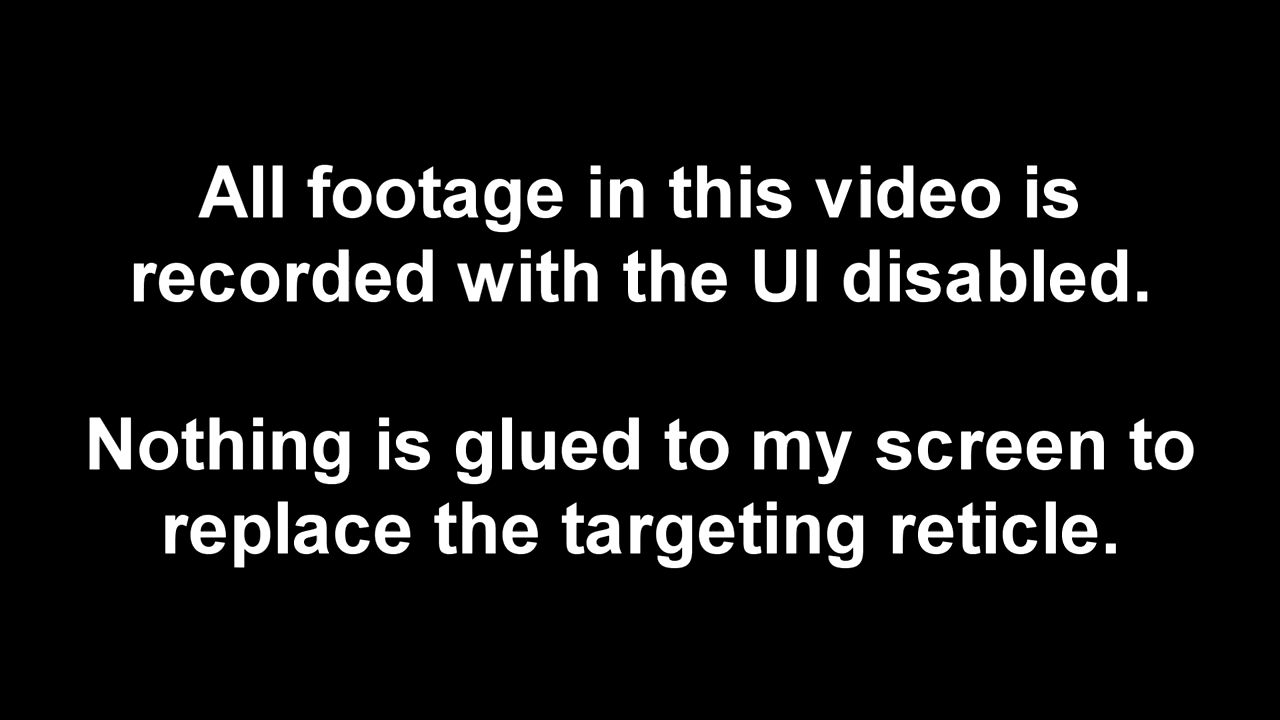 All footage in this video is
recorded with the UI disabled.
Nothing is glued to my screen to
replace the targeting reticle.